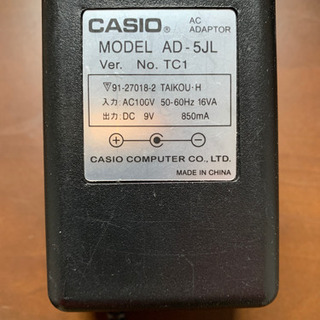 CASIO® AC ADAPTOR
MODEL AD-5JL
Ver. No. TC1
▽91-27018-2 TAIKOU·H
入力 AC100V 50-60Hz 16VA
出力 DC 9V 850mA
+ -
CASIO COMPUTER CO., LTD.
MADE IN CHINA